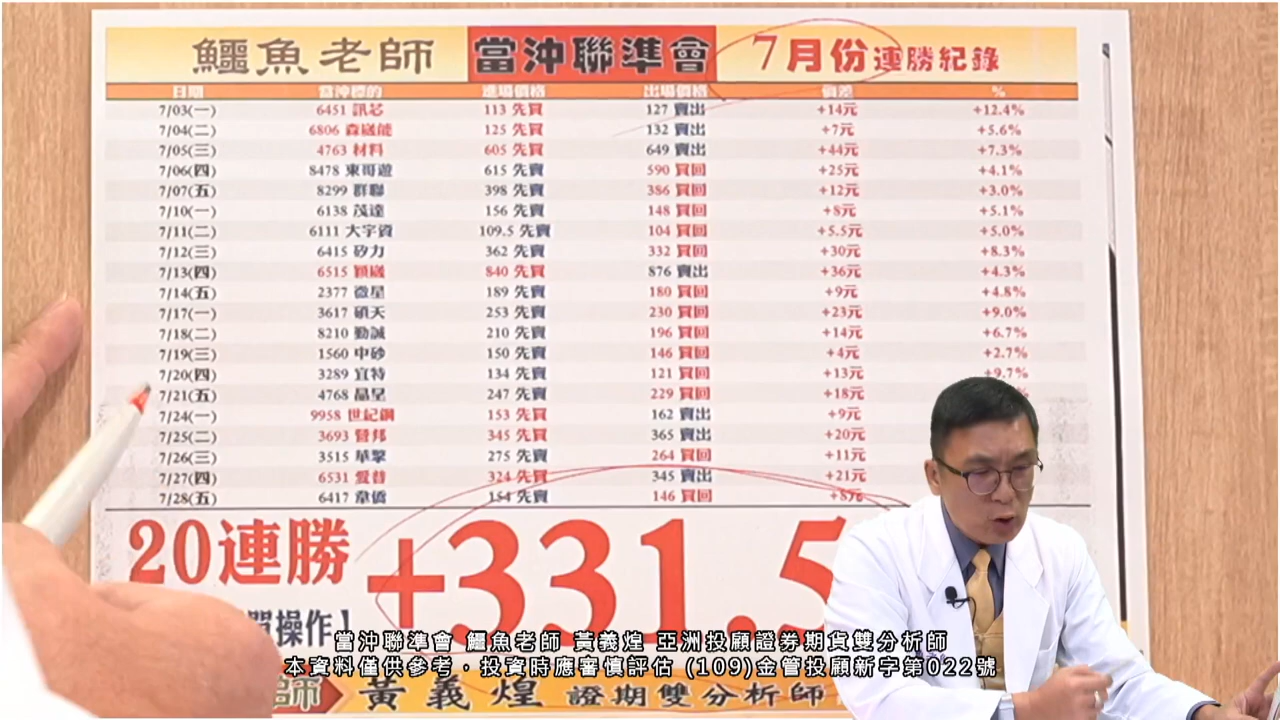 鱷魚老師 當沖聯準會 7月份連勝紀錄
日期 當沖標的 進場價格 出場價格 價差 %
7/03(一) 6451 訊芯 113 先買 127 賣出 +14元 +12.4%
7/04(二) 6806 森崴能 125 先買 132 賣出 +7元 +5.6%
7/05(三) 4763 材料 605 先買 649 賣出 +44元 +7.3%
7/06(四) 8478 東哥遊 615 先賣 590 買回 +25元 +4.1%
7/07(五) 8299 群聯 398 先賣 386 買回 +12元 +3.0%
7/10(一) 6138 茂達 156 先賣 148 買回 +8元 +5.1%
7/11(二) 6111 大宇資 109.5 先賣 104 買回 +5.5元 +5.0%
7/12(三) 6415 矽力 362 先賣 332 買回 +30元 +8.3%
7/13(四) 6515 穎崴 840 先買 876 賣出 +36元 +4.3%
7/14(五) 2377 微星 189 先賣 180 買回 +9元 +4.8%
7/17(一) 3617 碩天 253 先賣 230 買回 +23元 +9.0%
7/18(二) 8210 勤誠 210 先賣 196 買回 +14元 +6.7%
7/19(三) 1560 中砂 150 先賣 146 買回 +4元 +2.7%
7/20(四) 3289 宜特 134 先賣 121 買回 +13元 +9.7%
7/21(五) 4768 晶呈 247 先賣 229 買回 +18元
7/24(一) 9958 世紀鋼 153 先買 162 賣出 +9元
7/25(二) 3693 營邦 345 先買 365 賣出 +20元
7/26(三) 3515 華擎 275 先賣 264 買回 +11元
7/27(四) 6531 愛普 324 先買 345 賣出 +21元
7/28(五) 6417 韋僑 154 先賣 146 買回 +8元
20連勝 +331.5
操作】
當沖聯準會 鱷魚老師 黃義煌 亞洲投顧證券期貨雙分析師
本資料僅供參考，投資時應審慎評估 (109)金管投顧新字第022號
師 黃義煌 證期雙分析師